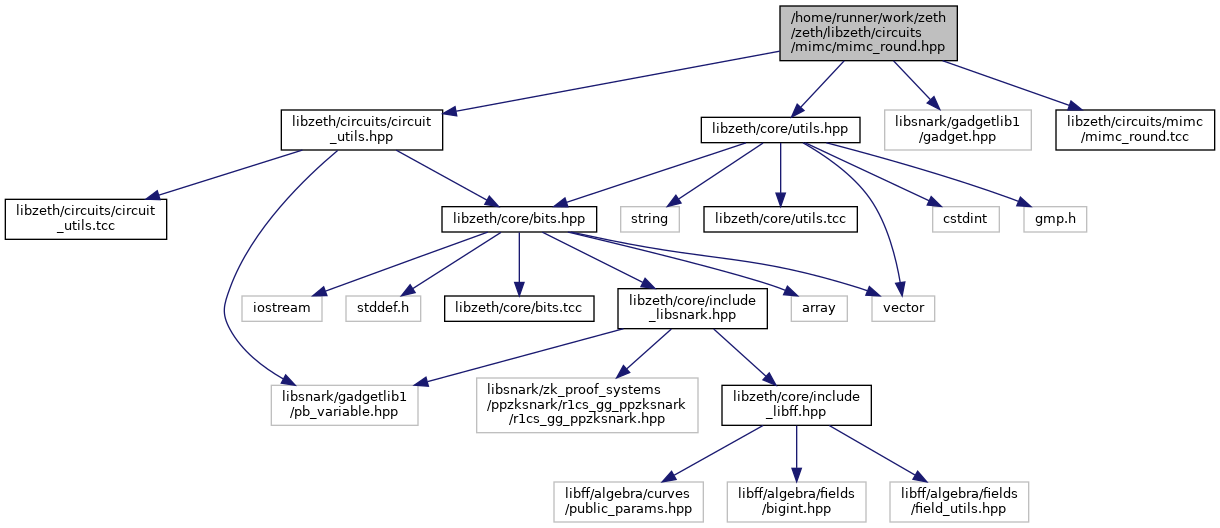 /home/runner/work/zeth
/zeth/libzeth/circuits
/mimc/mimc_round.hpp
libzeth/circuits/circuit
_utils.hpp
libzeth/core/utils.hpp
libsnark/gadgetlib1
/gadget.hpp
libzeth/circuits/mimc
/mimc_round.tcc
libzeth/circuits/circuit
_utils.tcc
libzeth/core/bits.hpp
string
libzeth/core/utils.tcc
cstdint
gmp.h
iostream
stddef.h
libzeth/core/bits.tcc
libzeth/core/include
_libsnark.hpp
array
vector
libsnark/gadgetlib1
/pb_variable.hpp
libsnark/zk_proof_systems
/ppzksnark/r1cs_gg_ppzksnark
/r1cs_gg_ppzksnark.hpp
libzeth/core/include
_libff.hpp
libff/algebra/curves
/public_params.hpp
libff/algebra/fields
/bigint.hpp
libff/algebra/fields
/field_utils.hpp